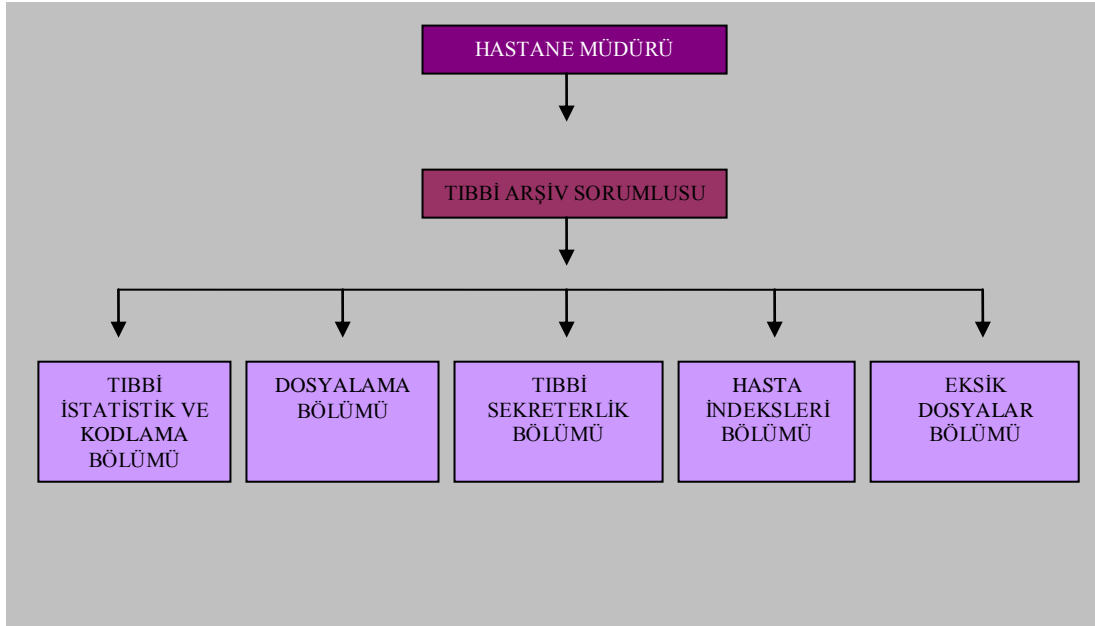 HASTANE MÜDÜRÜ
TIBBİ ARŞİV SORUMLUSU
TIBBİ
İSTATİSTİK VE
KODLAMA
BÖLÜMÜ
DOSYALAMA
BÖLÜMÜ
TIBBİ
SEKRETERLİK
BÖLÜMÜ
HASTA
İNDEKSLERİ
BÖLÜMÜ
EKSİK
DOSYALAR
BÖLÜMÜ